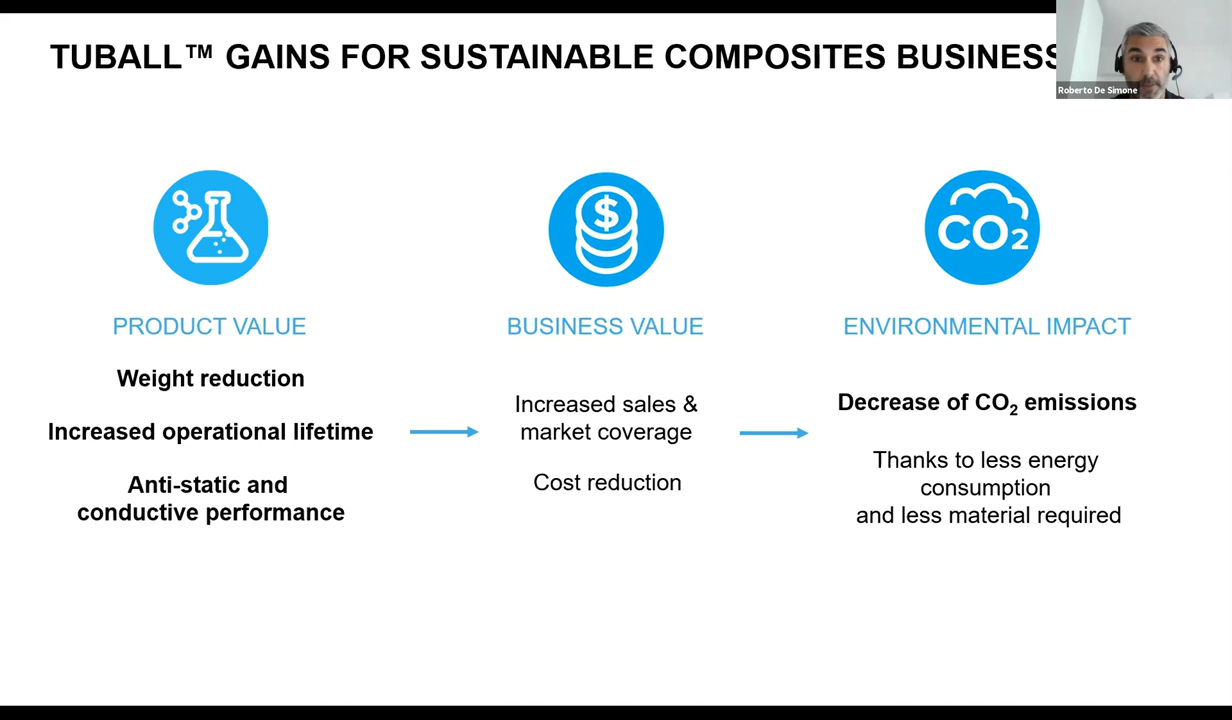 TUBALL™ GAINS FOR SUSTAINABLE COMPOSITES BUSINESS
Roberto De Simone
$
CO2
PRODUCT VALUE
Weight reduction
Increased operational lifetime
Anti-static and
conductive performance
BUSINESS VALUE
Increased sales &
market coverage
Cost reduction
ENVIRONMENTAL IMPACT
Decrease of CO₂ emissions
Thanks to less energy
consumption
and less material required